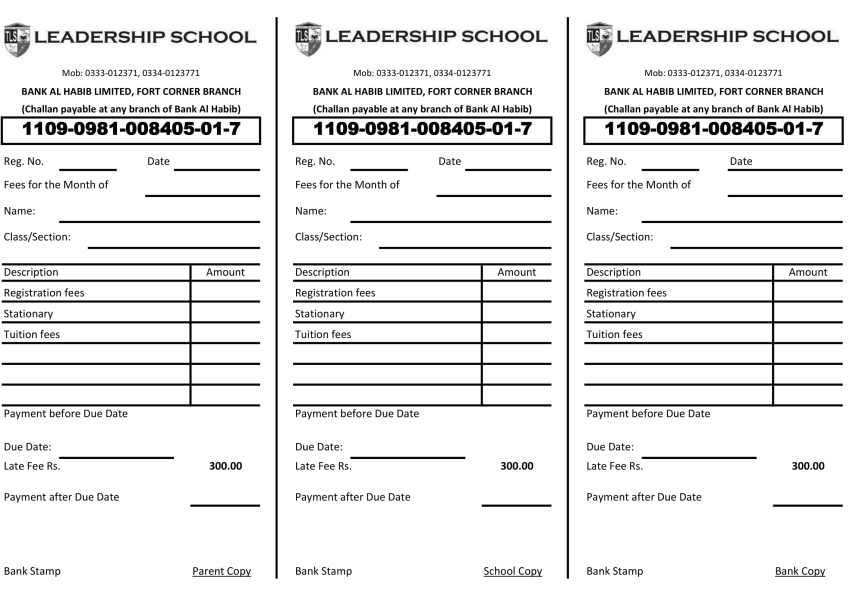 TLS LEADERSHIP SCHOOL
Mob: 0333-012371, 0334-0123771
BANK AL HABIB LIMITED, FORT CORNER BRANCH
(Challan payable at any branch of Bank Al Habib)
1109-0981-008405-01-7
Reg. No. Date
Fees for the Month of
Name:
Class/Section:
Description Amount
Registration fees
Stationary
Tuition fees
Payment before Due Date
Due Date:
Late Fee Rs. 300.00
Payment after Due Date
Bank Stamp Parent Copy
TLS LEADERSHIP SCHOOL
Mob: 0333-012371, 0334-0123771
BANK AL HABIB LIMITED, FORT CORNER BRANCH
(Challan payable at any branch of Bank Al Habib)
1109-0981-008405-01-7
Reg. No. Date
Fees for the Month of
Name:
Class/Section:
Description Amount
Registration fees
Stationary
Tuition fees
Payment before Due Date
Due Date:
Late Fee Rs. 300.00
Payment after Due Date
Bank Stamp School Copy
TLS LEADERSHIP SCHOOL
Mob: 0333-012371, 0334-0123771
BANK AL HABIB LIMITED, FORT CORNER BRANCH
(Challan payable at any branch of Bank Al Habib)
1109-0981-008405-01-7
Reg. No. Date
Fees for the Month of
Name:
Class/Section:
Description Amount
Registration fees
Stationary
Tuition fees
Payment before Due Date
Due Date:
Late Fee Rs. 300.00
Payment after Due Date
Bank Stamp Bank Copy